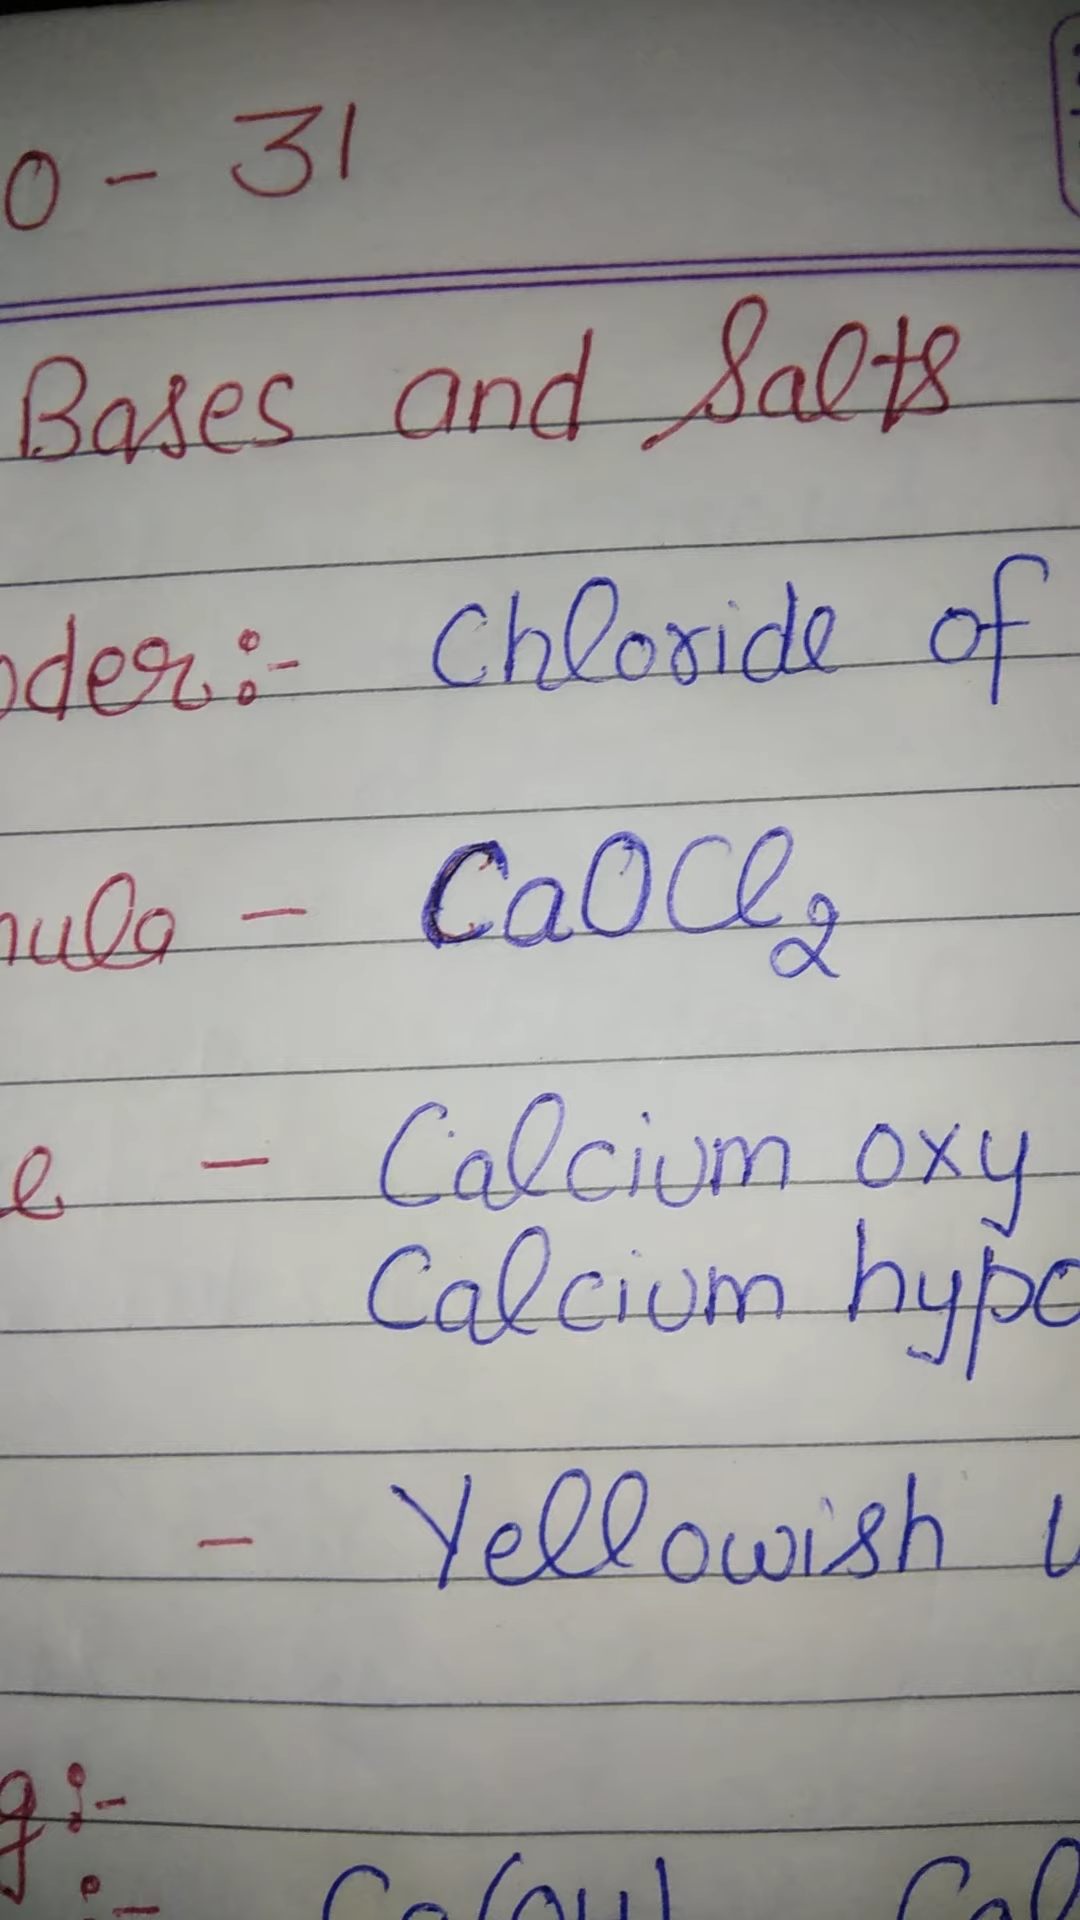 0 - 31
Bases and Salts
der :- Chloride of
ula - CaOCl₂
e - Calcium oxy
Calcium hypo
- Yellowish
g :-
:-